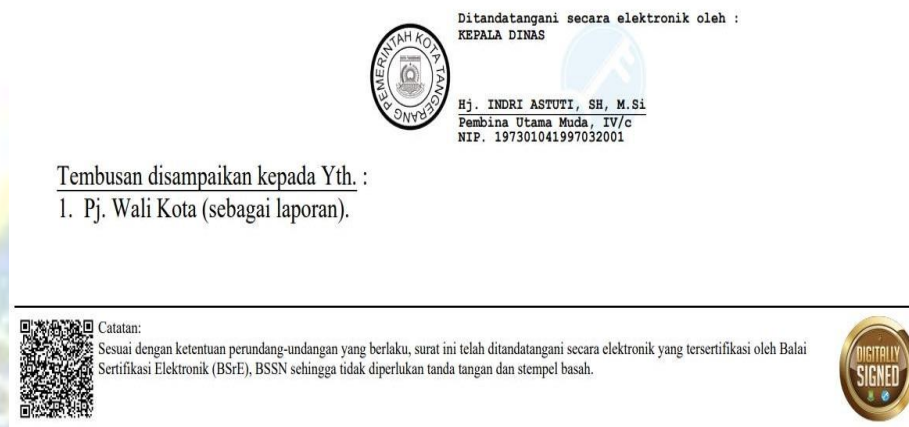 Ditandatangani secara elektronik oleh :
KEPALA DINAS
PEMERINTAH KOTA TANGERANG
Hj. INDRI ASTUTI, SH, M.Si
Pembina Utama Muda, IV/c
NIP. 197301041997032001
Tembusan disampaikan kepada Yth. :
1. Pj. Wali Kota (sebagai laporan).
Catatan:
Sesuai dengan ketentuan perundang-undangan yang berlaku, surat ini telah ditandatangani secara elektronik yang tersertifikasi oleh Balai
Sertifikasi Elektronik (BSrE), BSSN sehingga tidak diperlukan tanda tangan dan stempel basah.
DIGITALLY
SIGNED